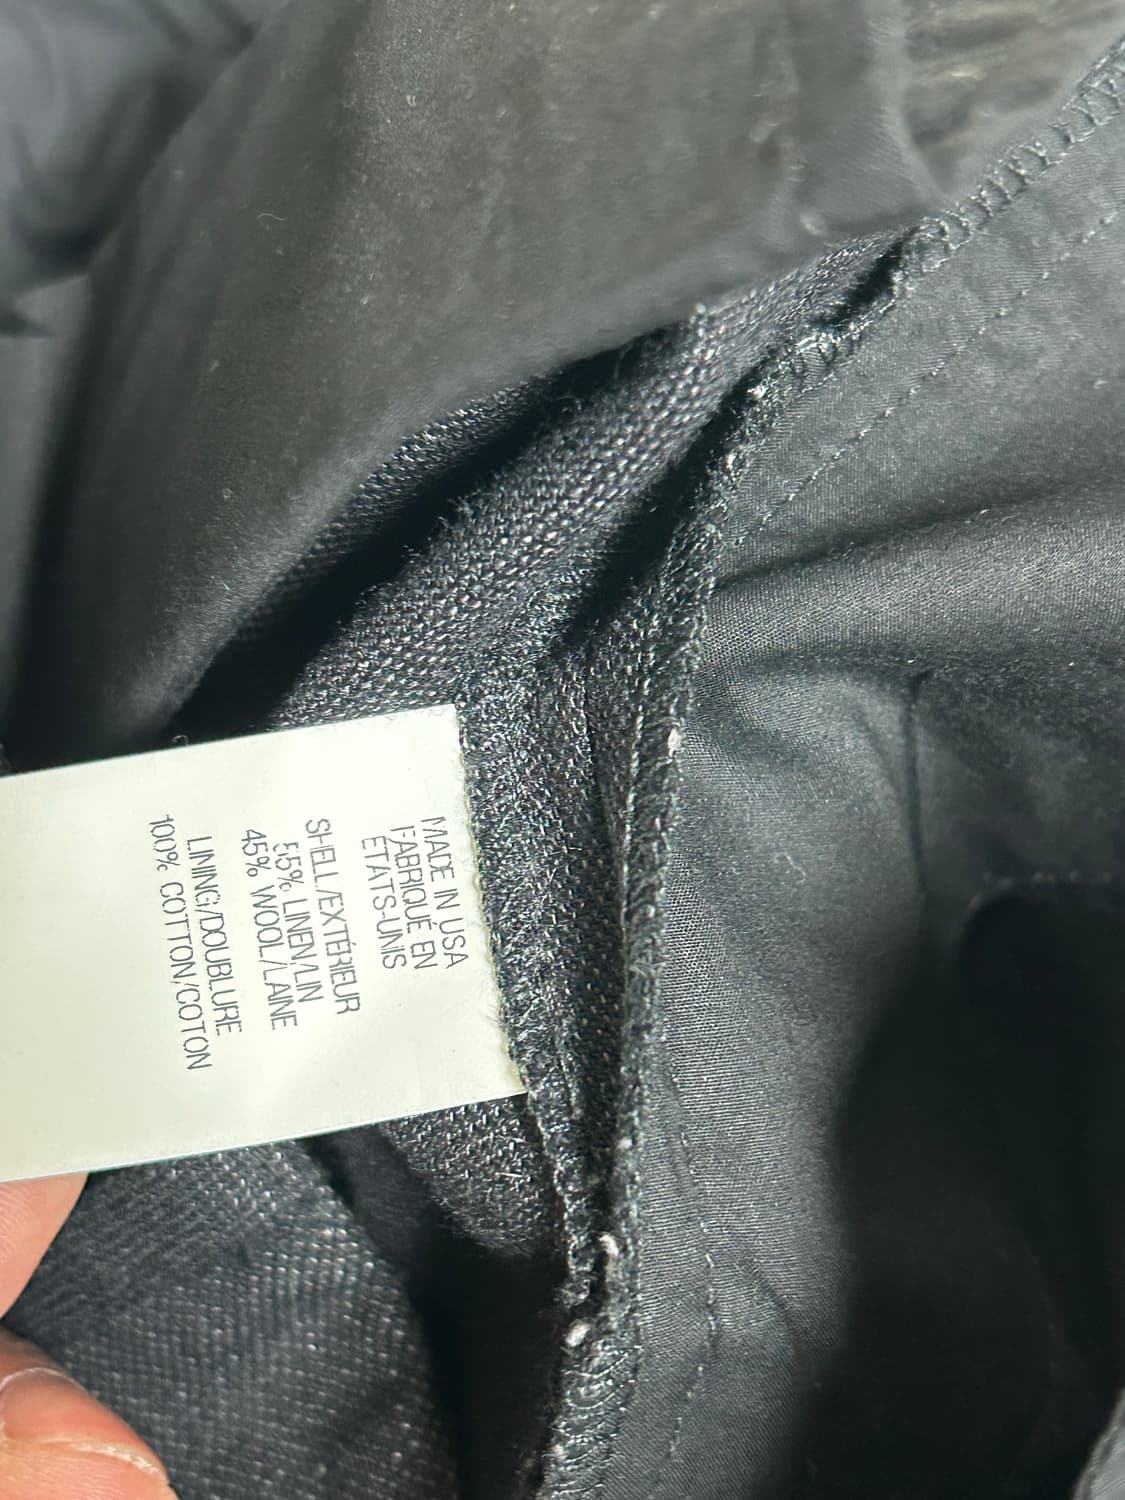 MADE IN USA
FABRIQUÉ EN
ÉTATS-UNIS
SHELL/EXTÉRIEUR
55% LINEN/LIN
45% WOOL/LAINE
LINING/DOUBLURE
100% COTTON/COTON